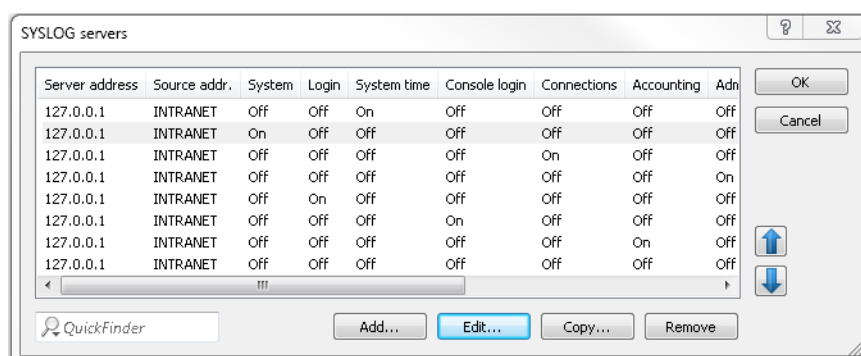 SYSLOG servers
Server address Source addr. System Login System time Console login Connections Accounting Adn
127.0.0.1 INTRANET Off Off On Off Off Off Off
127.0.0.1 INTRANET On Off Off Off Off Off Off
127.0.0.1 INTRANET Off Off Off Off On Off Off
127.0.0.1 INTRANET Off Off Off Off Off Off On
127.0.0.1 INTRANET Off On Off Off Off Off Off
127.0.0.1 INTRANET Off Off Off On Off Off Off
127.0.0.1 INTRANET Off Off Off Off Off On Off
127.0.0.1 INTRANET Off Off Off Off Off Off Off
OK
Cancel
QuickFinder
Add... Edit... Copy... Remove